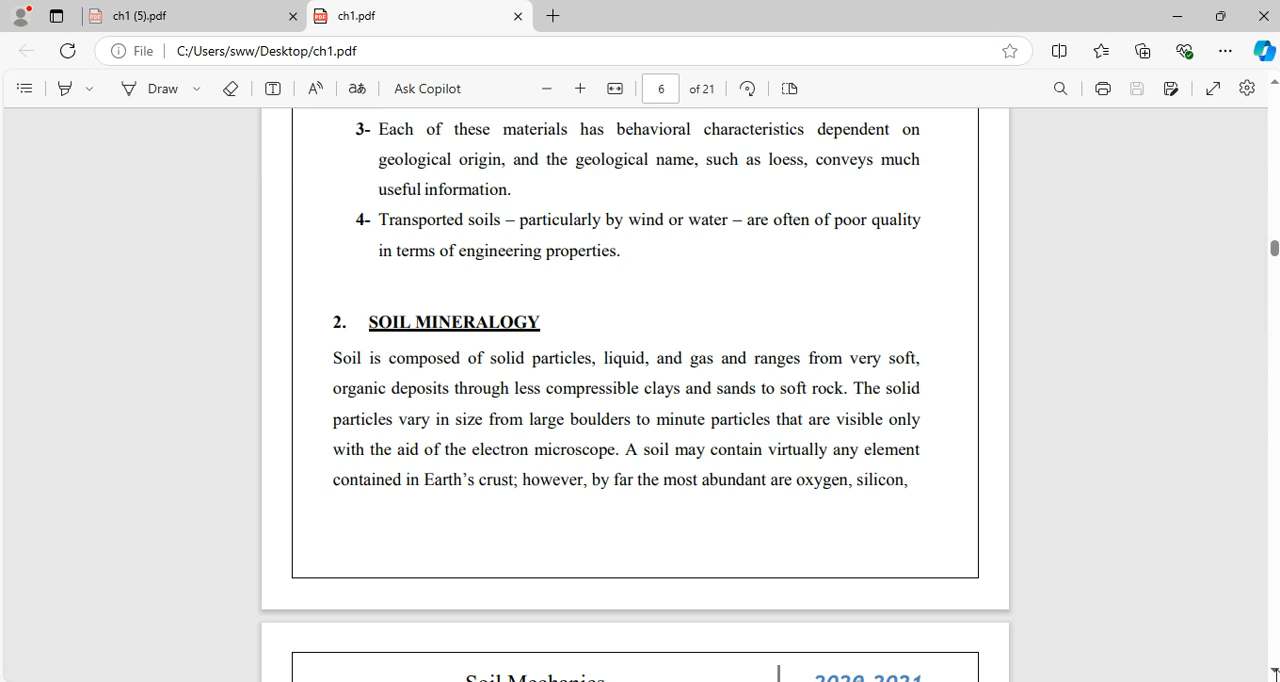 ch1 (5).pdf
ch1.pdf
File
C:/Users/sww/Desktop/ch1.pdf
Draw
aあ
Ask Copilot
6
of 21
3- Each of these materials has behavioral characteristics dependent on
geological origin, and the geological name, such as loess, conveys much
useful information.
4- Transported soils – particularly by wind or water – are often of poor quality
in terms of engineering properties.
2. SOIL MINERALOGY
Soil is composed of solid particles, liquid, and gas and ranges from very soft,
organic deposits through less compressible clays and sands to soft rock. The solid
particles vary in size from large boulders to minute particles that are visible only
with the aid of the electron microscope. A soil may contain virtually any element
contained in Earth’s crust; however, by far the most abundant are oxygen, silicon,
Soil Mechanics
2020-2021